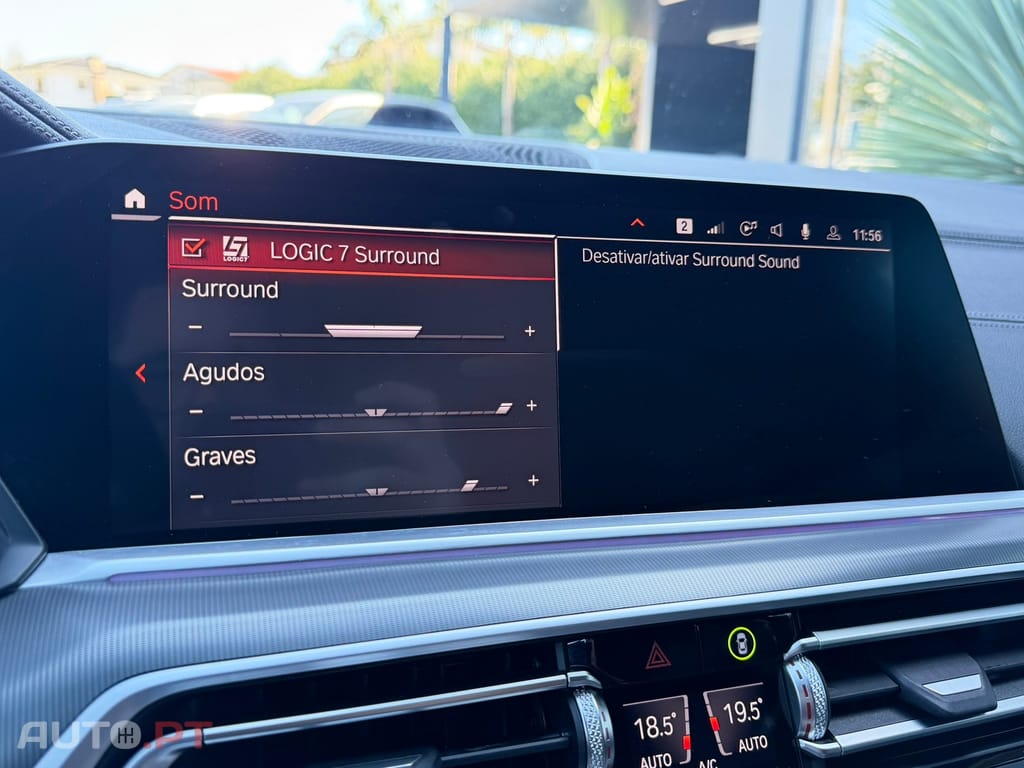 Som
2 11:56
LOGIC7 LOGIC 7 Surround
Desativar/ativar Surround Sound
Surround
- +
Agudos
- +
Graves
- +
18.5° 19.5°
AUTO A/C AUTO
AUTO.PT